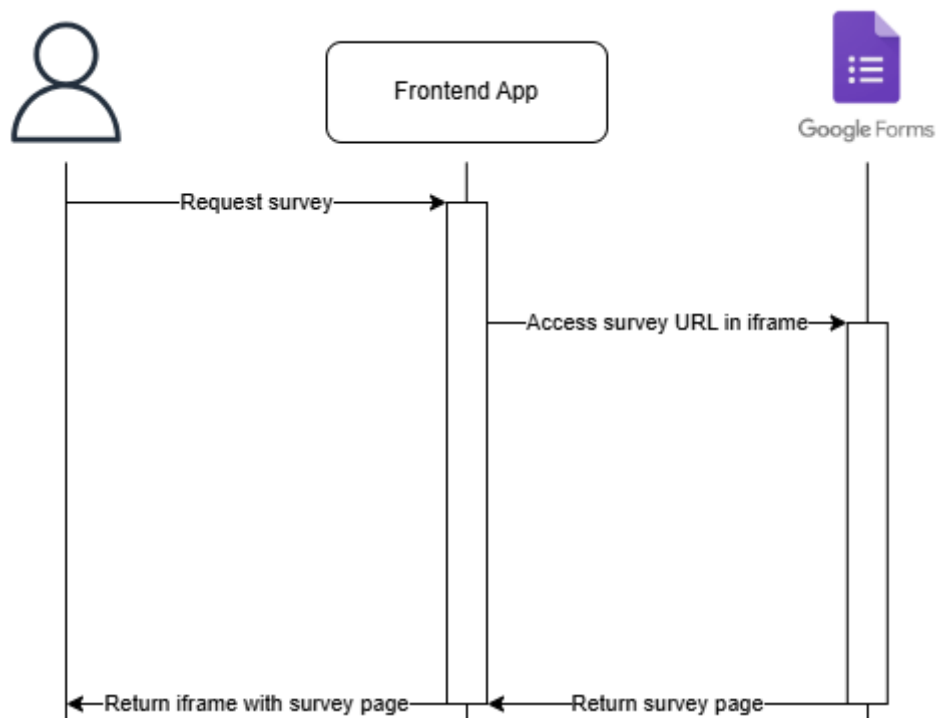 Frontend App
Google Forms
Request survey
Access survey URL in iframe
Return iframe with survey page
Return survey page